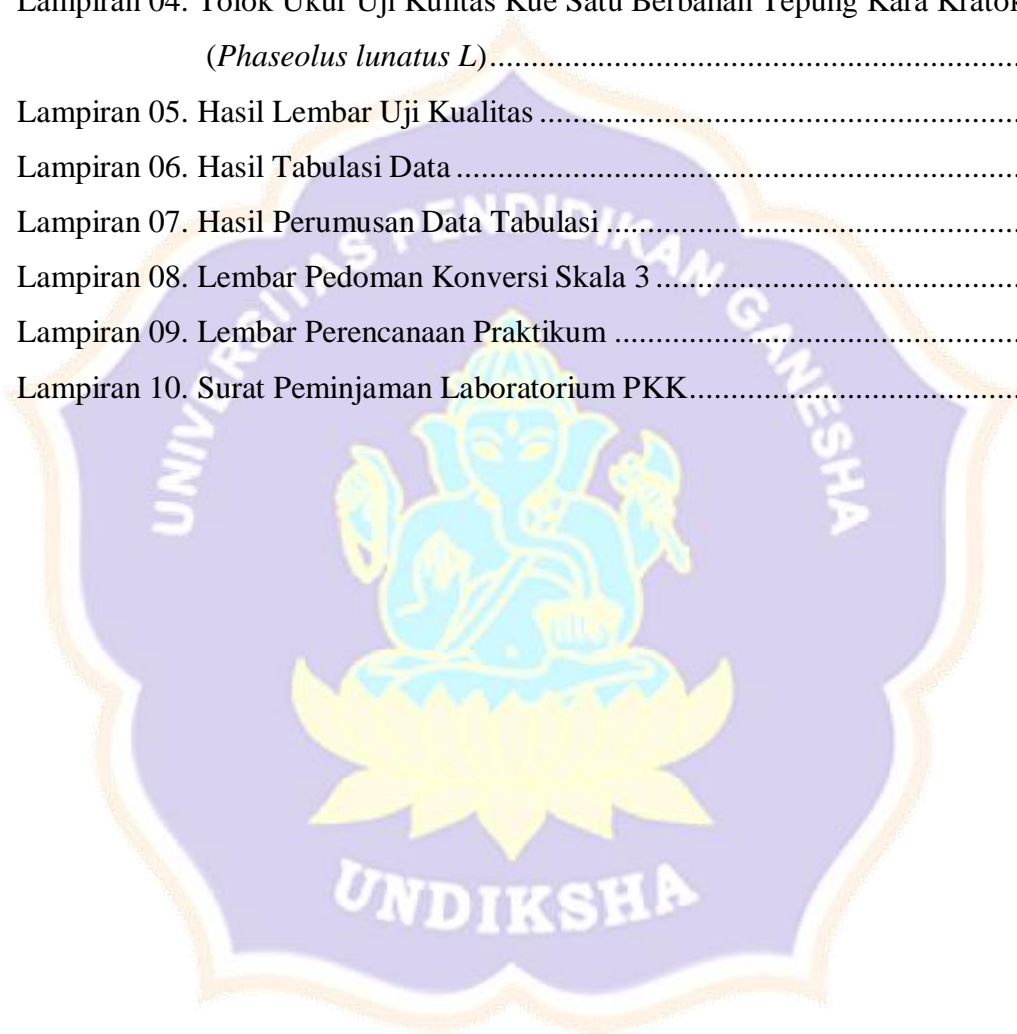 Lampiran 04. Tolok Ukur Uji Kulitas Kue Satu Berbahan Tepung Kara Kratok
(Phaseolus lunatus L)..............................................................................
Lampiran 05. Hasil Lembar Uji Kualitas ..............................................................
Lampiran 06. Hasil Tabulasi Data ........................................................................
Lampiran 07. Hasil Perumusan Data Tabulasi .....................................................
Lampiran 08. Lembar Pedoman Konversi Skala 3 ...............................................
Lampiran 09. Lembar Perencanaan Praktikum ....................................................
Lampiran 10. Surat Peminjaman Laboratorium PKK...........................................
UNIVERSITAS PENDIDIKAN GANESHA
UNDIKSHA